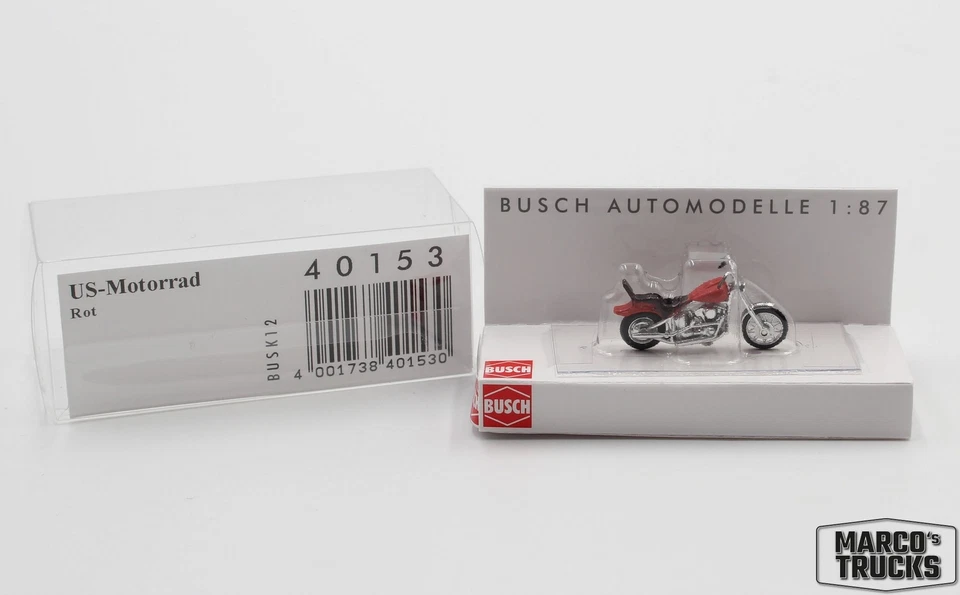 US-Motorrad
Rot
40153
BUSK12
4 001738 401530
BUSCH AUTOMODELLE 1:87
BUSCH
BUSCH
MARCO'S
TRUCKS